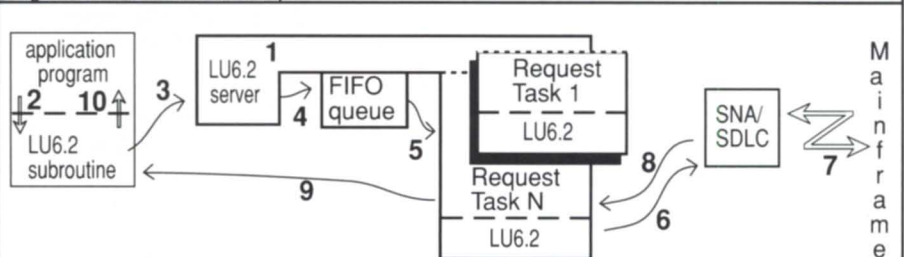 application
program
2 10
LU6.2
subroutine
3
1
LU6.2
server
4
FIFO
queue
5
Request
Task 1
LU6.2
Request
Task N
LU6.2
9
8
6
SNA/
SDLC
7
Mainframe